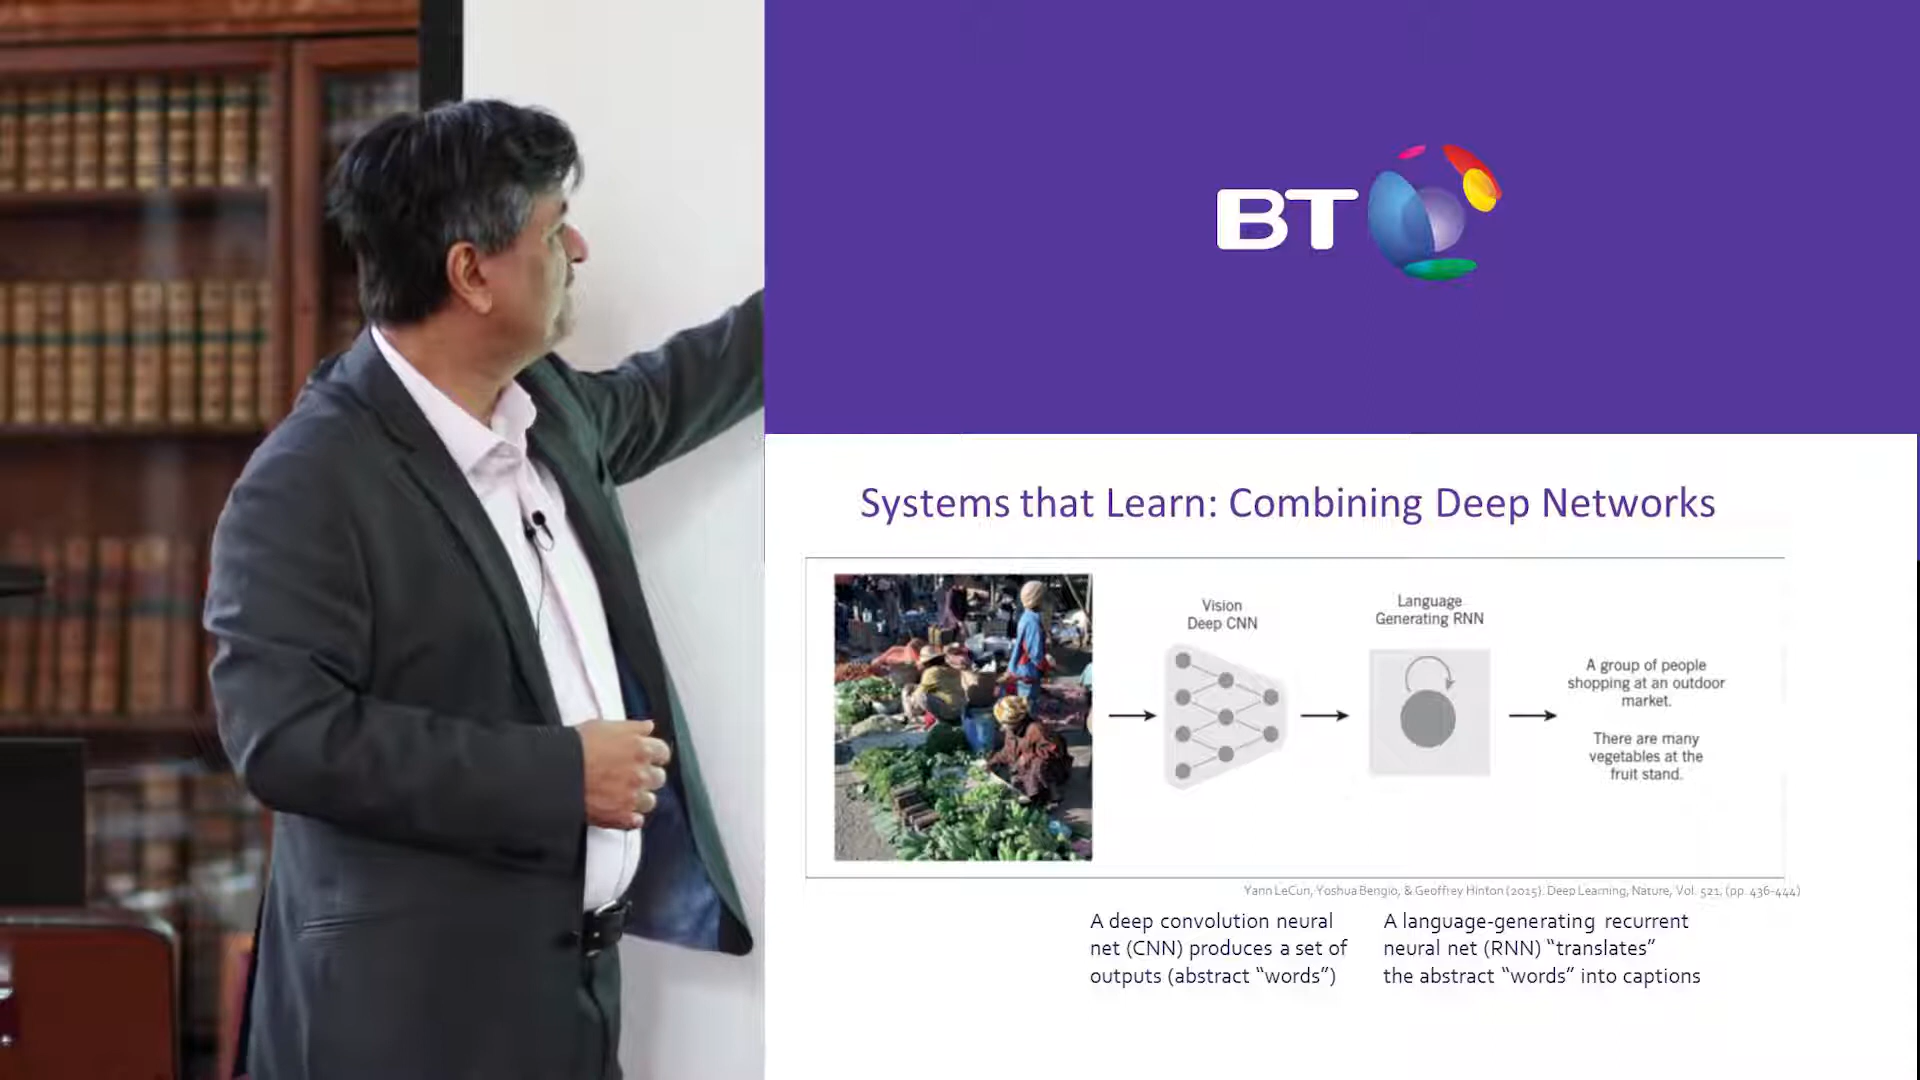 BT
Systems that Learn: Combining Deep Networks
Vision
Deep CNN
Language
Generating RNN
A group of people
shopping at an outdoor
market.
There are many
vegetables at the
fruit stand.
Yann LeCun, Yoshua Bengio, & Geoffrey Hinton (2015). Deep Learning, Nature, Vol. 521, (pp. 436-444)
A deep convolution neural
net (CNN) produces a set of
outputs (abstract “words”)
A language-generating recurrent
neural net (RNN) “translates”
the abstract “words” into captions